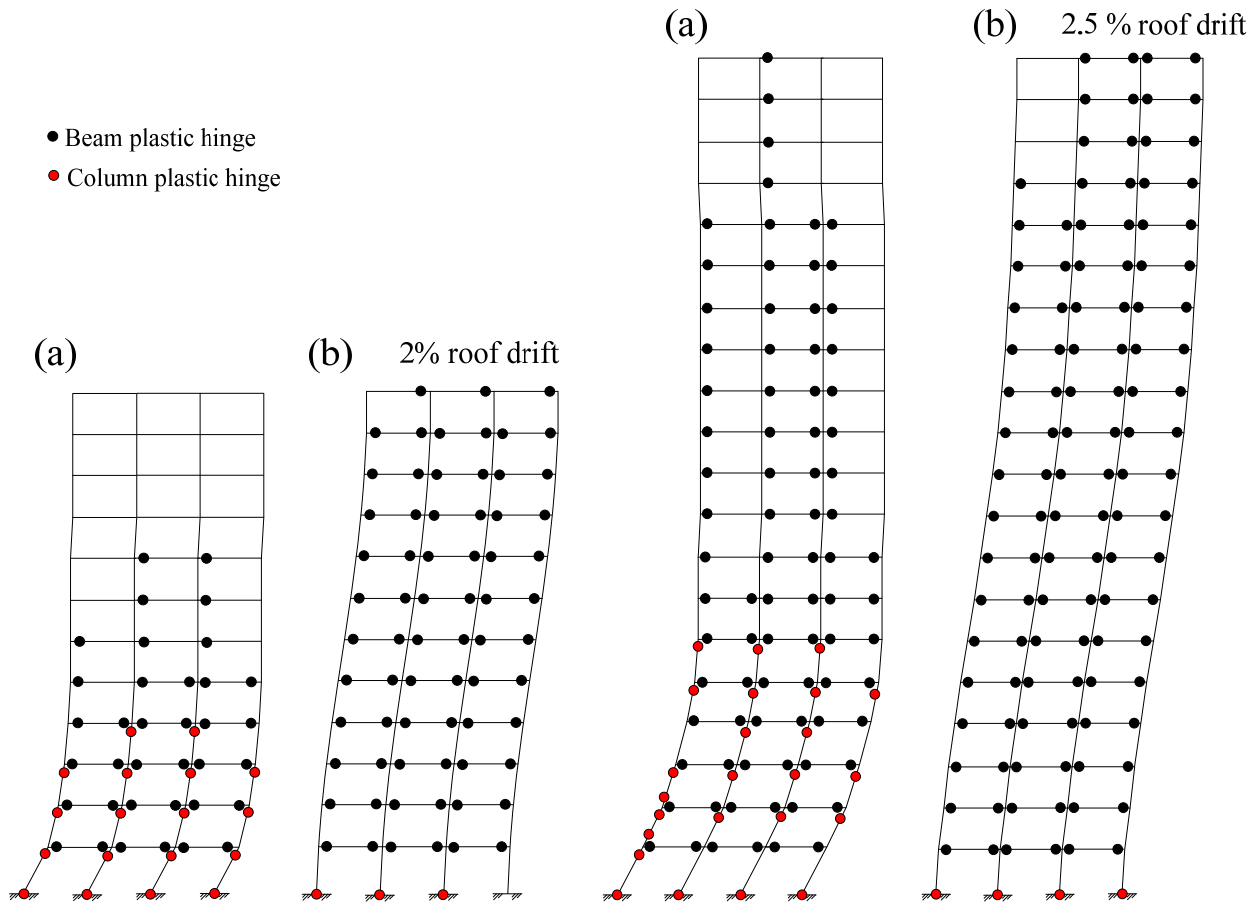 (a)
(b) 2.5 % roof drift
Beam plastic hinge
Column plastic hinge
(a)
(b) 2% roof drift